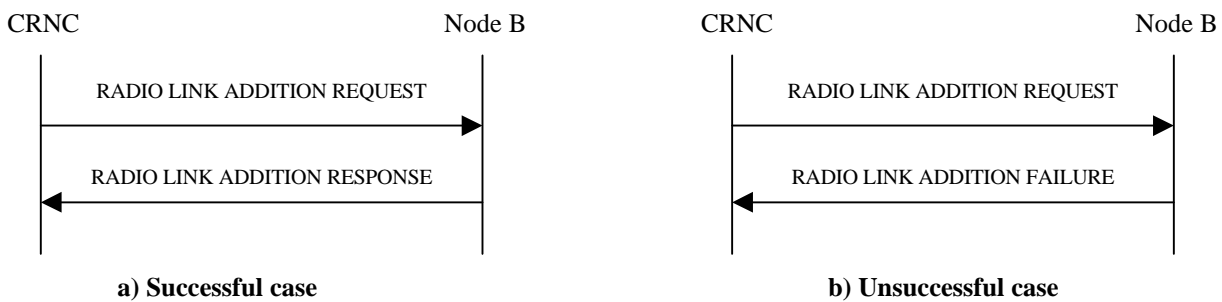 CRNC Node B CRNC Node B
RADIO LINK ADDITION REQUEST RADIO LINK ADDITION REQUEST
RADIO LINK ADDITION RESPONSE RADIO LINK ADDITION FAILURE
a) Successful case b) Unsuccessful case